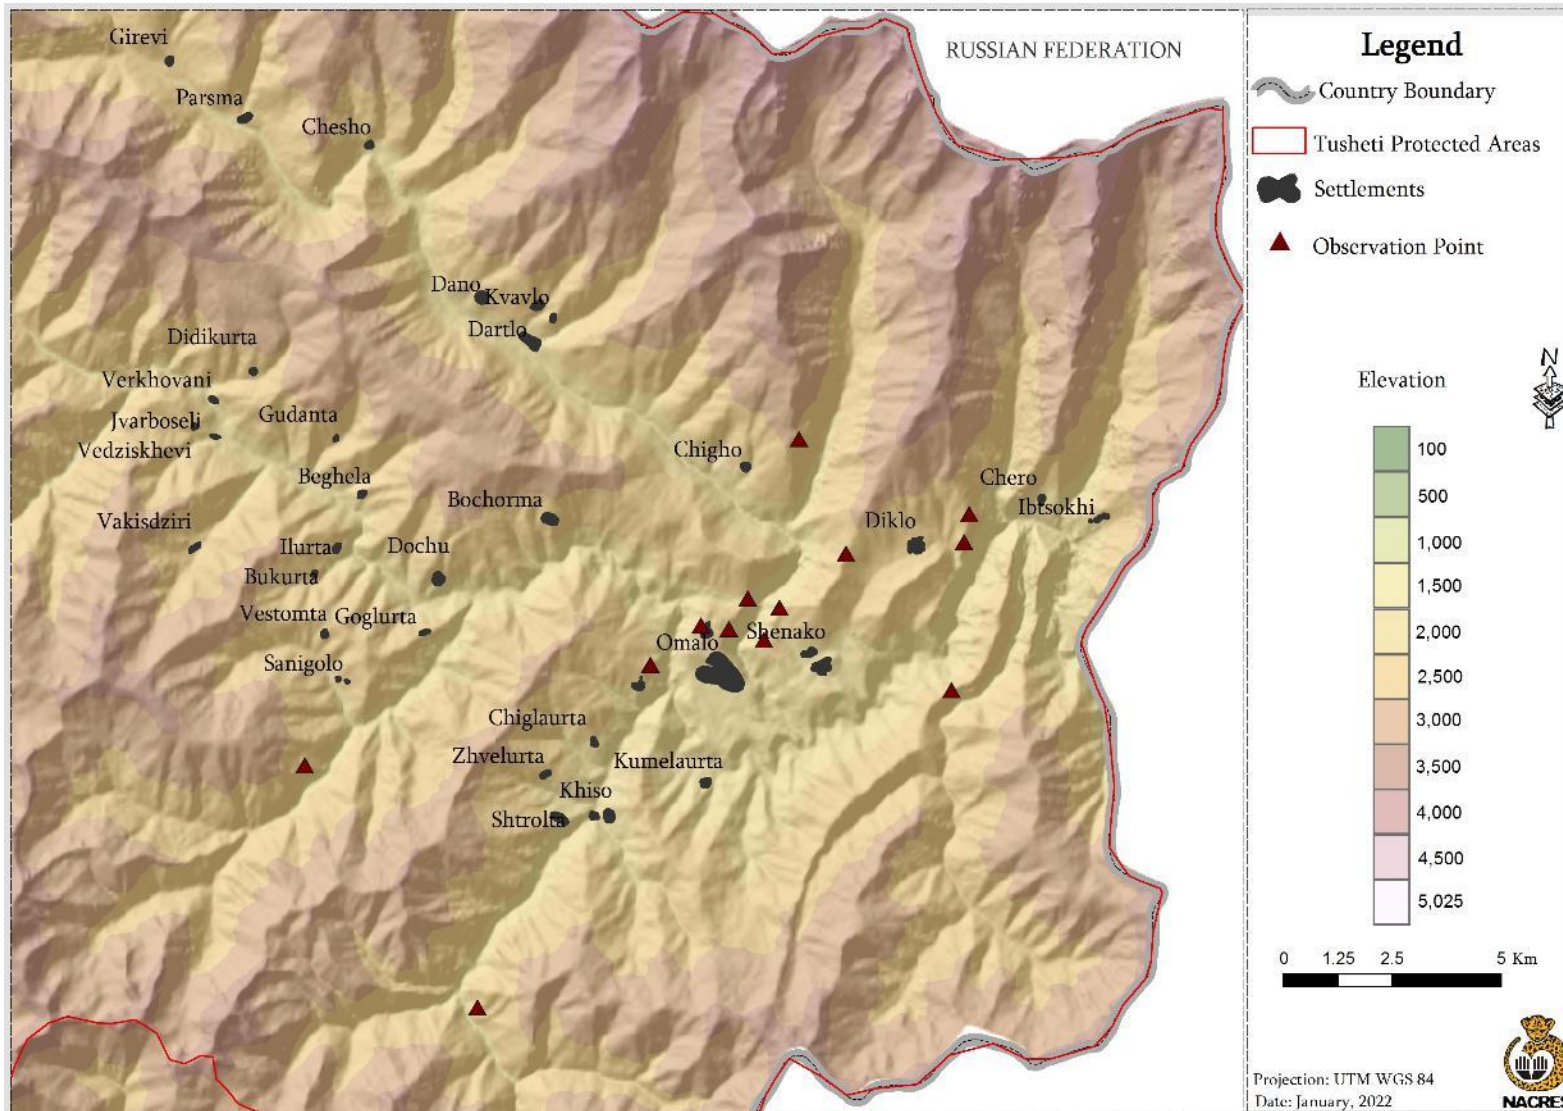 Girevi
Parsma
Chesho
RUSSIAN FEDERATION
Dano
Kvavlo
Dartlo
Didikurta
Verkhovani
Jvarboseli
Gudanta
Vedziskhevi
Beghela
Chigho
Chero
Ibtsokhi
Bochorma
Diklo
Vakisdziri
Ilurta
Dochu
Bukurta
Vestomta
Goglurta
Omalo
Shenako
Sanigolo
Chiglaurta
Zhvelurta
Kumelaurta
Khiso
Shtrolta
Legend
Country Boundary
Tusheti Protected Areas
Settlements
Observation Point
N
Elevation
100
500
1,000
1,500
2,000
2,500
3,000
3,500
4,000
4,500
5,025
0 1.25 2.5 5 Km
Projection: UTM WGS 84
Date: January, 2022
NACRES